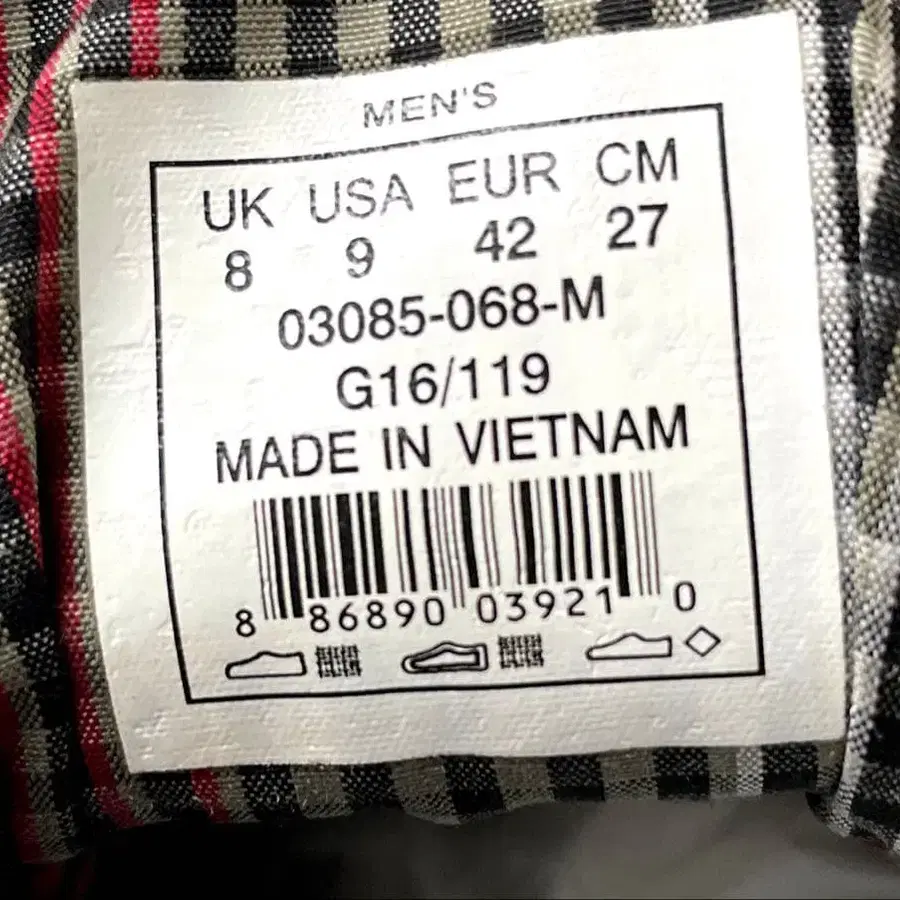 MEN'S
UK USA EUR CM
8 9 42 27
03085-068-M
G16/119
MADE IN VIETNAM
8 86890 03921 0